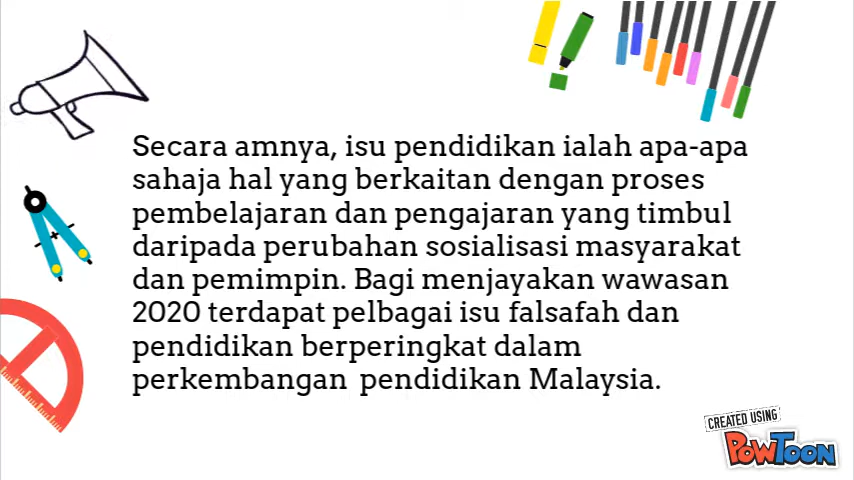 Secara amnya, isu pendidikan ialah apa-apa
sahaja hal yang berkaitan dengan proses
pembelajaran dan pengajaran yang timbul
daripada perubahan sosialisasi masyarakat
dan pemimpin. Bagi menjayakan wawasan
2020 terdapat pelbagai isu falsafah dan
pendidikan berperingkat dalam
perkembangan pendidikan Malaysia.
CREATED USING
POWTOON